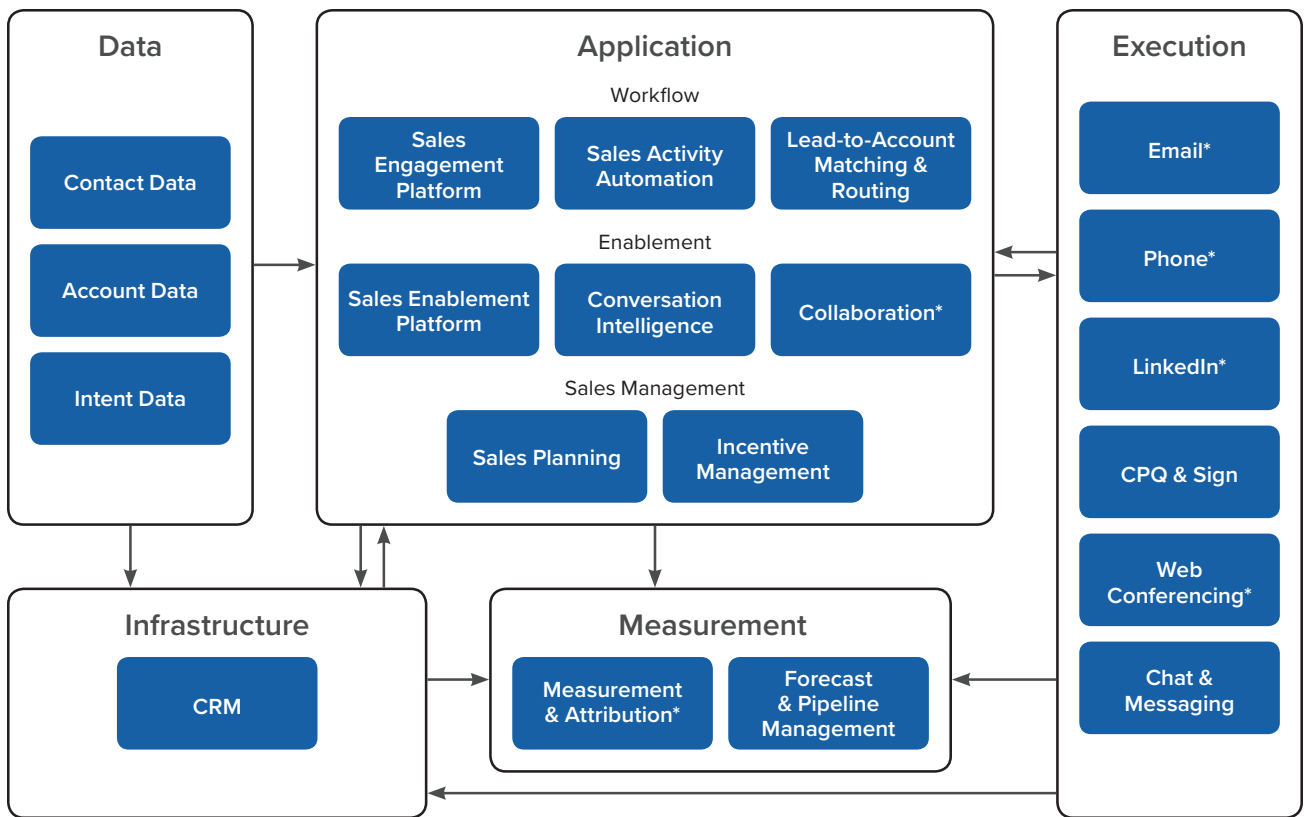 Data
Contact Data
Account Data
Intent Data
Application
Workflow
Sales
Engagement
Platform
Sales Activity
Automation
Lead-to-Account
Matching &
Routing
Enablement
Sales Enablement
Platform
Conversation
Intelligence
Collaboration*
Sales Management
Sales Planning
Incentive
Management
Execution
Email*
Phone*
LinkedIn*
CPQ & Sign
Web
Conferencing*
Chat &
Messaging
Infrastructure
CRM
Measurement
Measurement
& Attribution*
Forecast
& Pipeline
Management